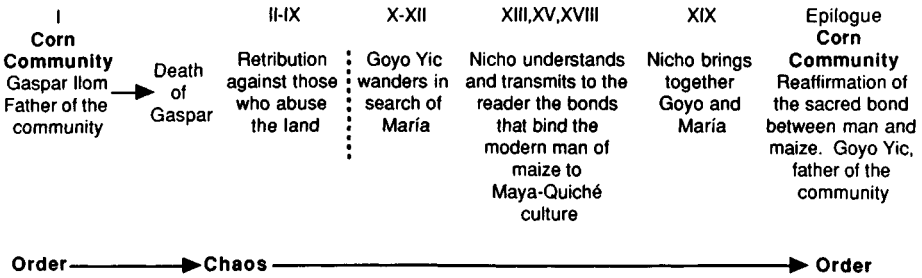 I
Corn
Community
Gaspar Ilom
Father of the
community
Death
of
Gaspar
II-IX
Retribution
against those
who abuse
the land
X-XII
Goyo Yic
wanders in
search of
María
XIII,XV,XVIII
Nicho understands
and transmits to the
reader the bonds
that bind the
modern man of
maize to
Maya-Quiché
culture
XIX
Nicho brings
together
Goyo and
María
Epilogue
Corn
Community
Reaffirmation of
the sacred bond
between man and
maize. Goyo Yic,
father of the
community
Order
Chaos
Order